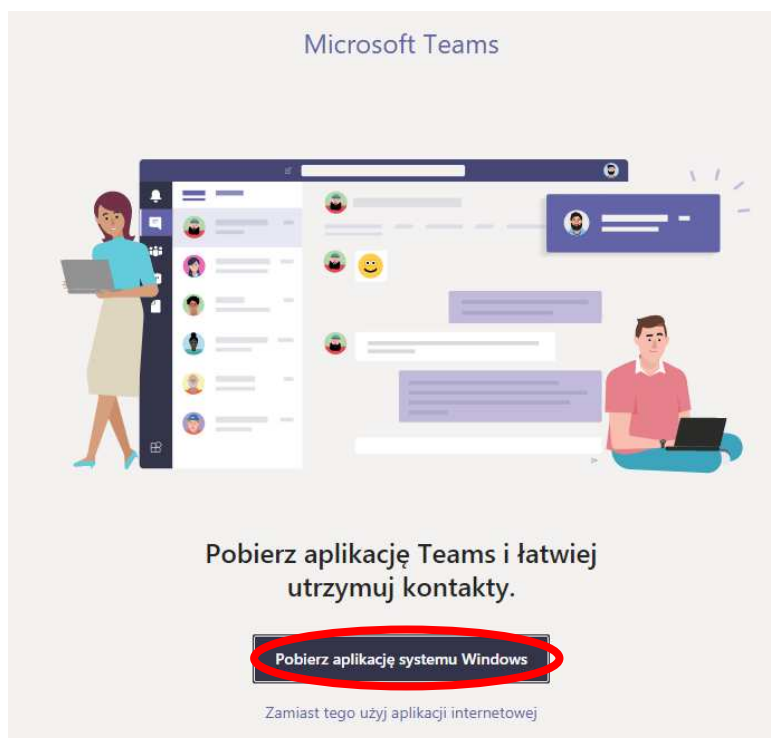 Microsoft Teams
Pobierz aplikację Teams i łatwiej
utrzymuj kontakty.
Pobierz aplikację systemu Windows
Zamiast tego użyj aplikacji internetowej